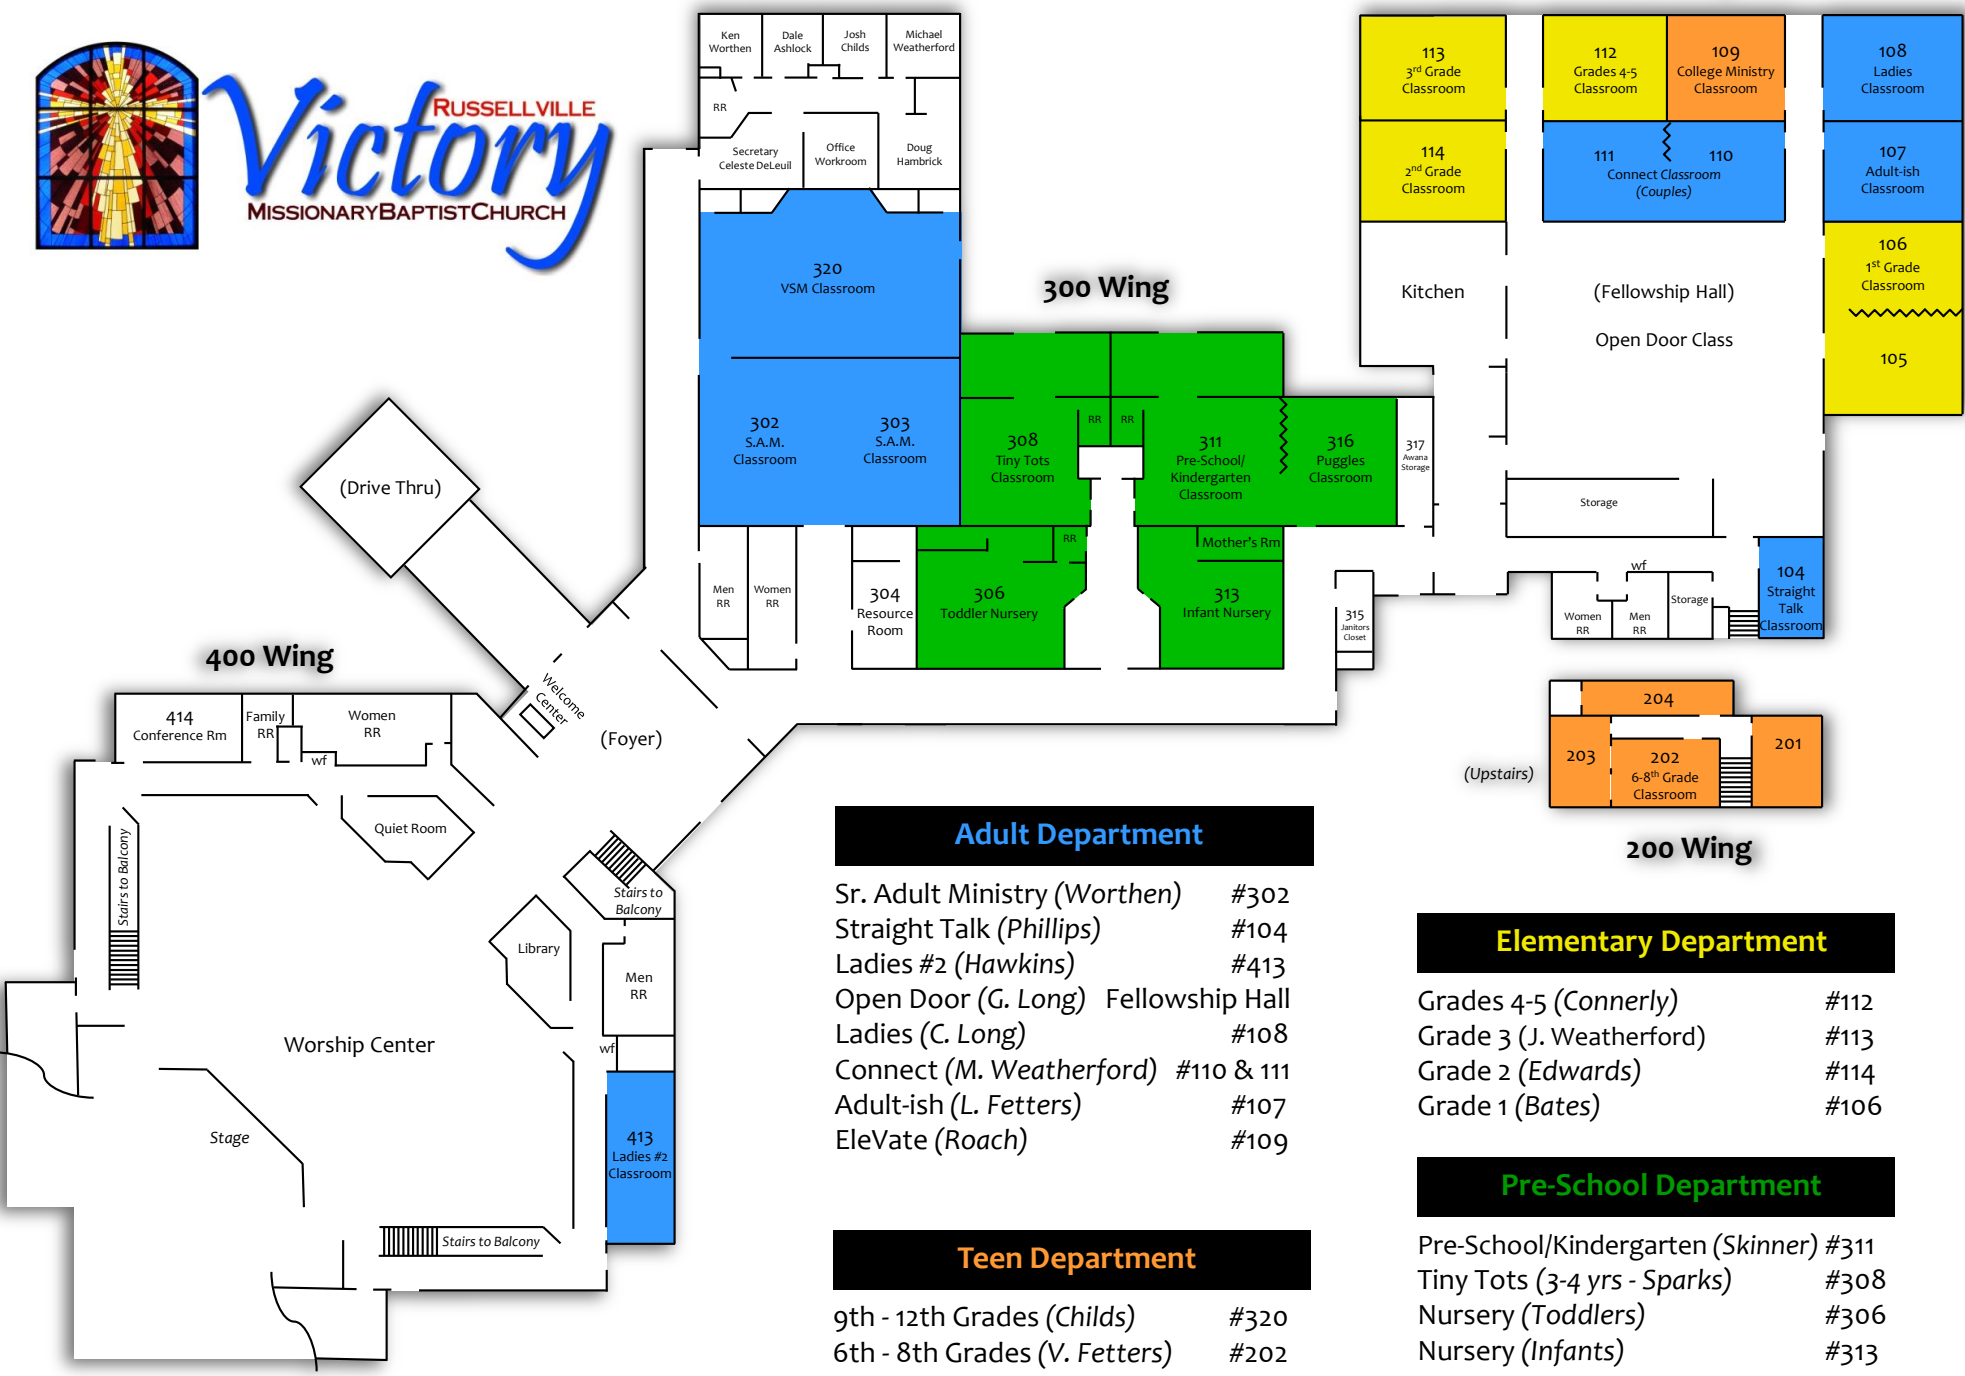 Victory
RUSSELLVILLE
MISSIONARY BAPTIST CHURCH
Ken
Worthen
Dale
Ashlock
Josh
Childs
Michael
Weatherford
RR
Secretary
Celeste DeLeuil
Office
Workroom
Doug
Hambrick
320
VSM Classroom
302
S.A.M.
Classroom
303
S.A.M.
Classroom
300 Wing
308
Tiny Tots
Classroom
RR
RR
311
Pre-School/
Kindergarten
Classroom
316
Puggles
Classroom
317
Awana
Storage
Men
RR
Women
RR
304
Resource
Room
306
Toddler Nursery
RR
Mother's Rm
313
Infant Nursery
315
Janitors
Closet
113
3rd Grade
Classroom
112
Grades 4-5
Classroom
109
College Ministry
Classroom
108
Ladies
Classroom
114
2nd Grade
Classroom
111
110
Connect Classroom
(Couples)
107
Adult-ish
Classroom
106
1st Grade
Classroom
105
Kitchen
(Fellowship Hall)
Open Door Class
Storage
wf
Women
RR
Men
RR
Storage
104
Straight
Talk
Classroom
204
203
202
6-8th Grade
Classroom
201
(Upstairs)
200 Wing
(Drive Thru)
Welcome
Center
(Foyer)
400 Wing
414
Conference Rm
Family
RR
Women
RR
wf
Quiet Room
Stairs to Balcony
Stairs to
Balcony
Library
Men
RR
wf
Worship Center
Stage
413
Ladies #2
Classroom
Stairs to Balcony
Adult Department
Sr. Adult Ministry (Worthen) #302
Straight Talk (Phillips) #104
Ladies #2 (Hawkins) #413
Open Door (G. Long) Fellowship Hall
Ladies (C. Long) #108
Connect (M. Weatherford) #110 & 111
Adult-ish (L. Fetters) #107
EleVate (Roach) #109
Teen Department
9th - 12th Grades (Childs) #320
6th - 8th Grades (V. Fetters) #202
Elementary Department
Grades 4-5 (Connerly) #112
Grade 3 (J. Weatherford) #113
Grade 2 (Edwards) #114
Grade 1 (Bates) #106
Pre-School Department
Pre-School/Kindergarten (Skinner) #311
Tiny Tots (3-4 yrs - Sparks) #308
Nursery (Toddlers) #306
Nursery (Infants) #313